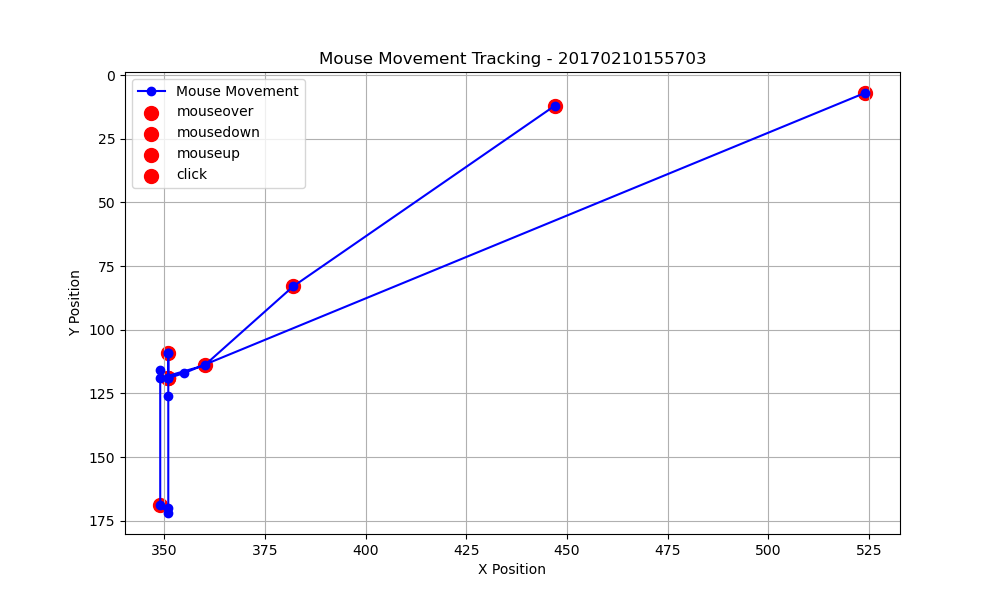 Mouse Movement Tracking - 20170210155703
Mouse Movement
mouseover
mousedown
mouseup
click
Y Position
0
25
50
75
100
125
150
175
350 375 400 425 450 475 500 525
X Position